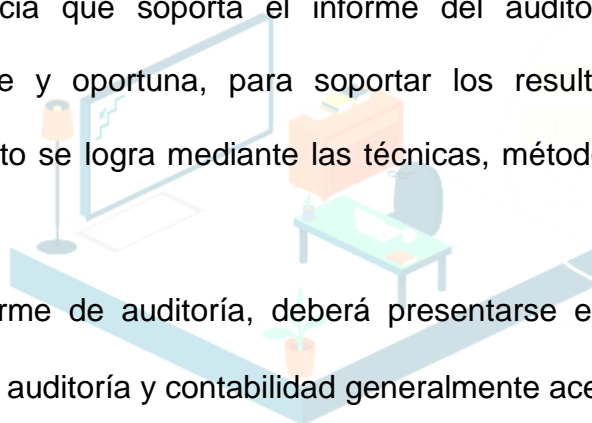 cia que soporta el informe del audito
e y oportuna, para soportar los result
to se logra mediante las técnicas, método
rme de auditoría, deberá presentarse e
auditoría y contabilidad generalmente ace